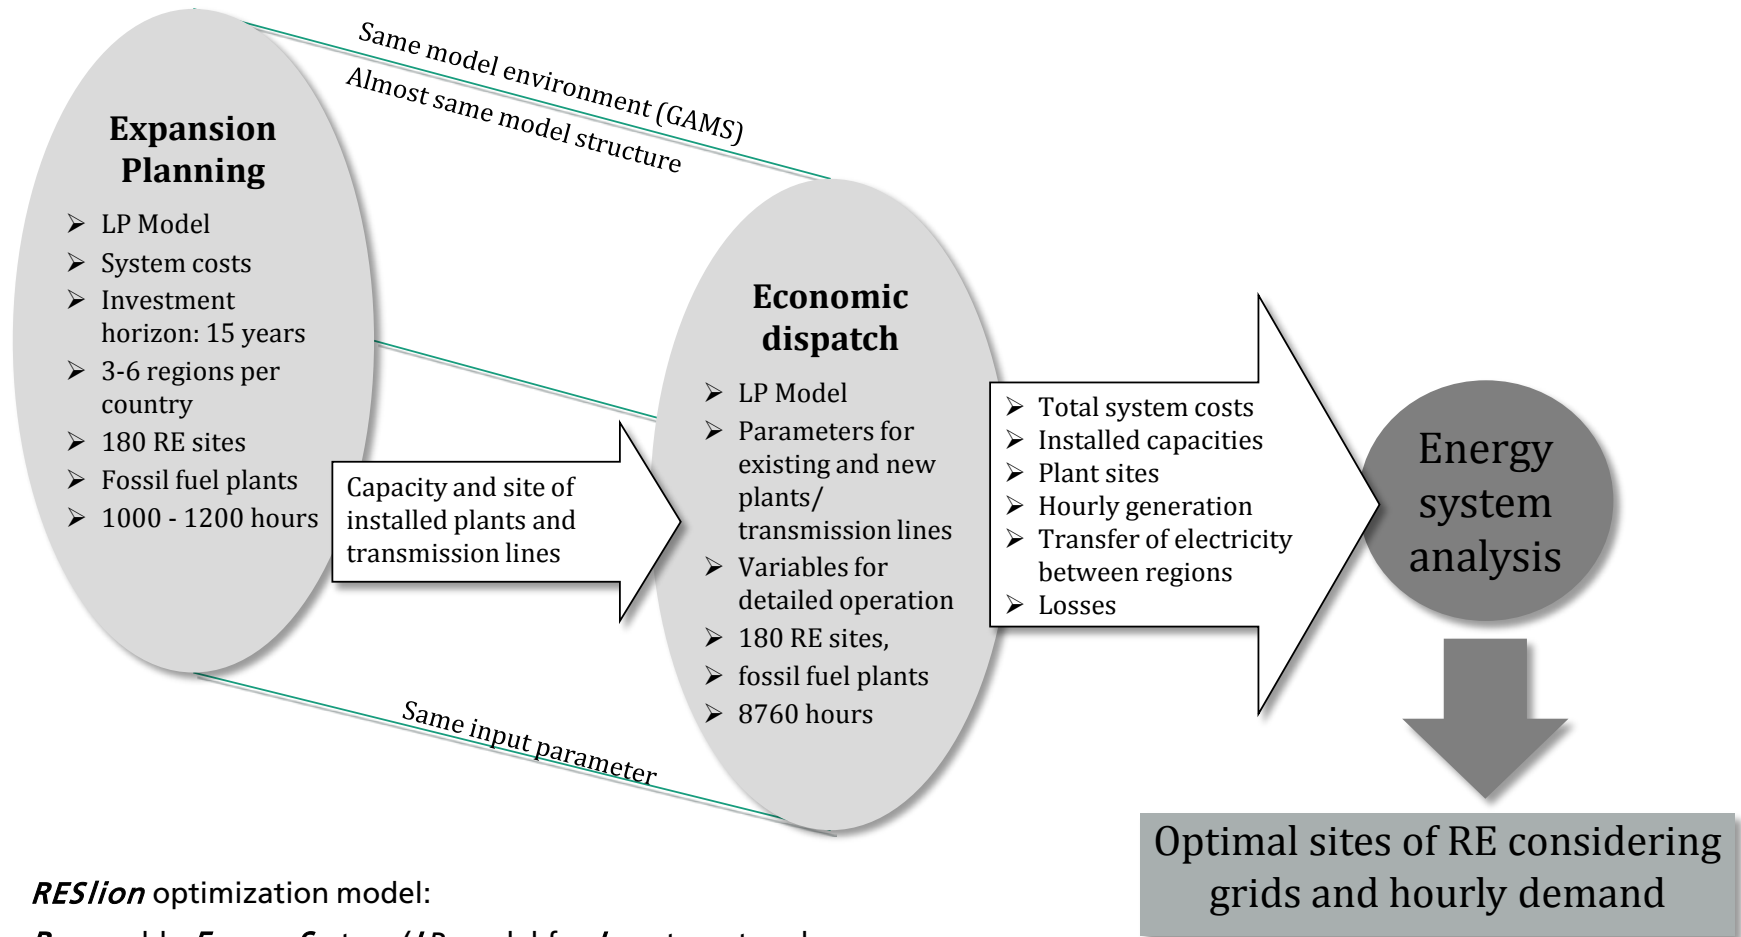 Same model environment (GAMS)
Almost same model structure
Expansion
Planning
➢ LP Model
➢ System costs
➢ Investment
horizon: 15 years
➢ 3-6 regions per
country
➢ 180 RE sites
➢ Fossil fuel plants
➢ 1000 - 1200 hours
Capacity and site of
installed plants and
transmission lines
Same input parameter
Economic
dispatch
➢ LP Model
➢ Parameters for
existing and new
plants/
transmission lines
➢ Variables for
detailed operation
➢ 180 RE sites,
➢ fossil fuel plants
➢ 8760 hours
➢ Total system costs
➢ Installed capacities
➢ Plant sites
➢ Hourly generation
➢ Transfer of electricity
between regions
➢ Losses
Energy
system
analysis
Optimal sites of RE considering
grids and hourly demand
RESlion optimization model: